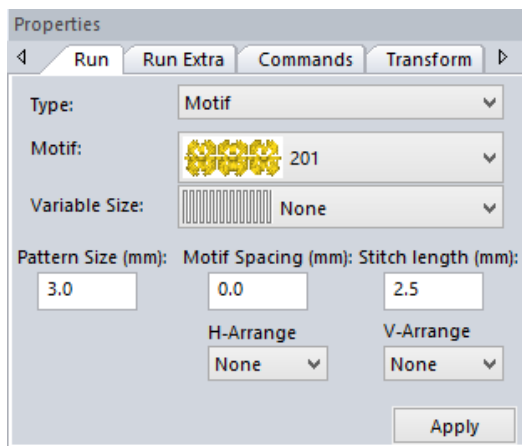 Properties
Run Run Extra Commands Transform
Type: Motif
Motif: 201
Variable Size: None
Pattern Size (mm): Motif Spacing (mm): Stitch length (mm):
3.0 0.0 2.5
H-Arrange V-Arrange
None None
Apply